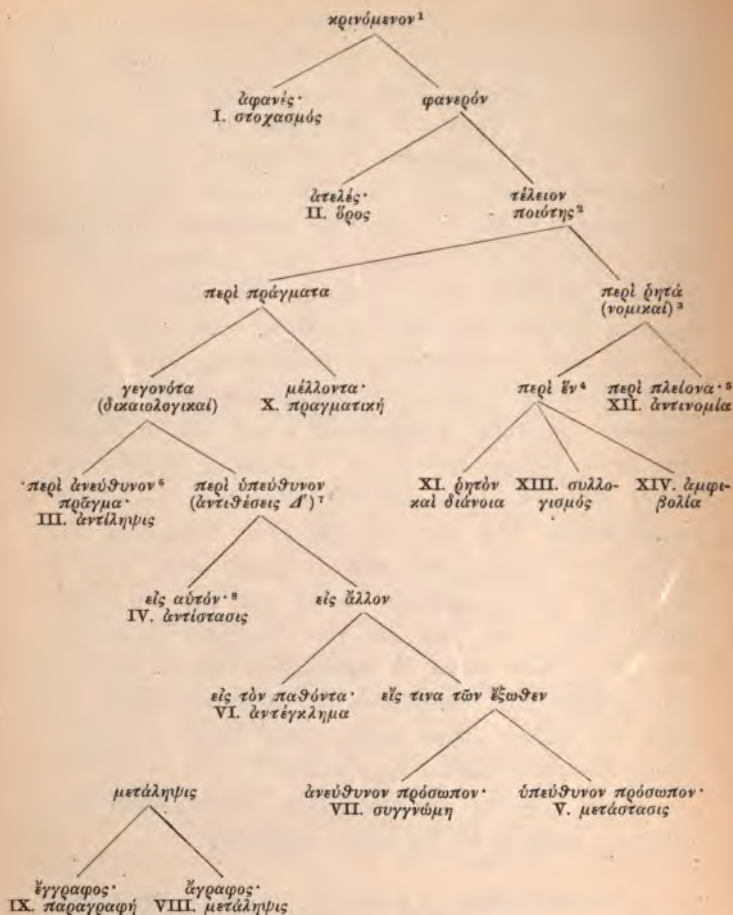 κρινόμενον¹
ἀφανές·
I. στοχασμός
φανερόν
ἀτελές·
II. ὅρος
τέλειον
ποιότης²
περὶ πράγματα
περὶ ῥητά
(νομικαί)³
γεγονότα
(δικαιολογικαί)
μέλλοντα·
X. πραγματική
περὶ ἕν⁴
περὶ πλείονα·⁵
XII. ἀντινομία
περὶ ἀνεύθυνον⁶
πρᾶγμα·
III. ἀντίληψις
περὶ ὑπεύθυνον
(ἀντιθέσεις Δ′)⁷
XI. ῥητὸν
καὶ διάνοια
XIII. συλλο-
γισμός
XIV. ἀμφι-
βολία
εἰς αὑτόν·⁸
IV. ἀντίστασις
εἰς ἄλλον
εἰς τὸν παθόντα·
VI. ἀντέγκλημα
εἴς τινα τῶν ἔξωθεν
μετάληψις
ἀνεύθυνον πρόσωπον·
VII. συγγνώμη
ὑπεύθυνον πρόσωπον·
V. μετάστασις
ἔγγραφος·
IX. παραγραφή
ἄγραφος·
VIII. μετάληψις